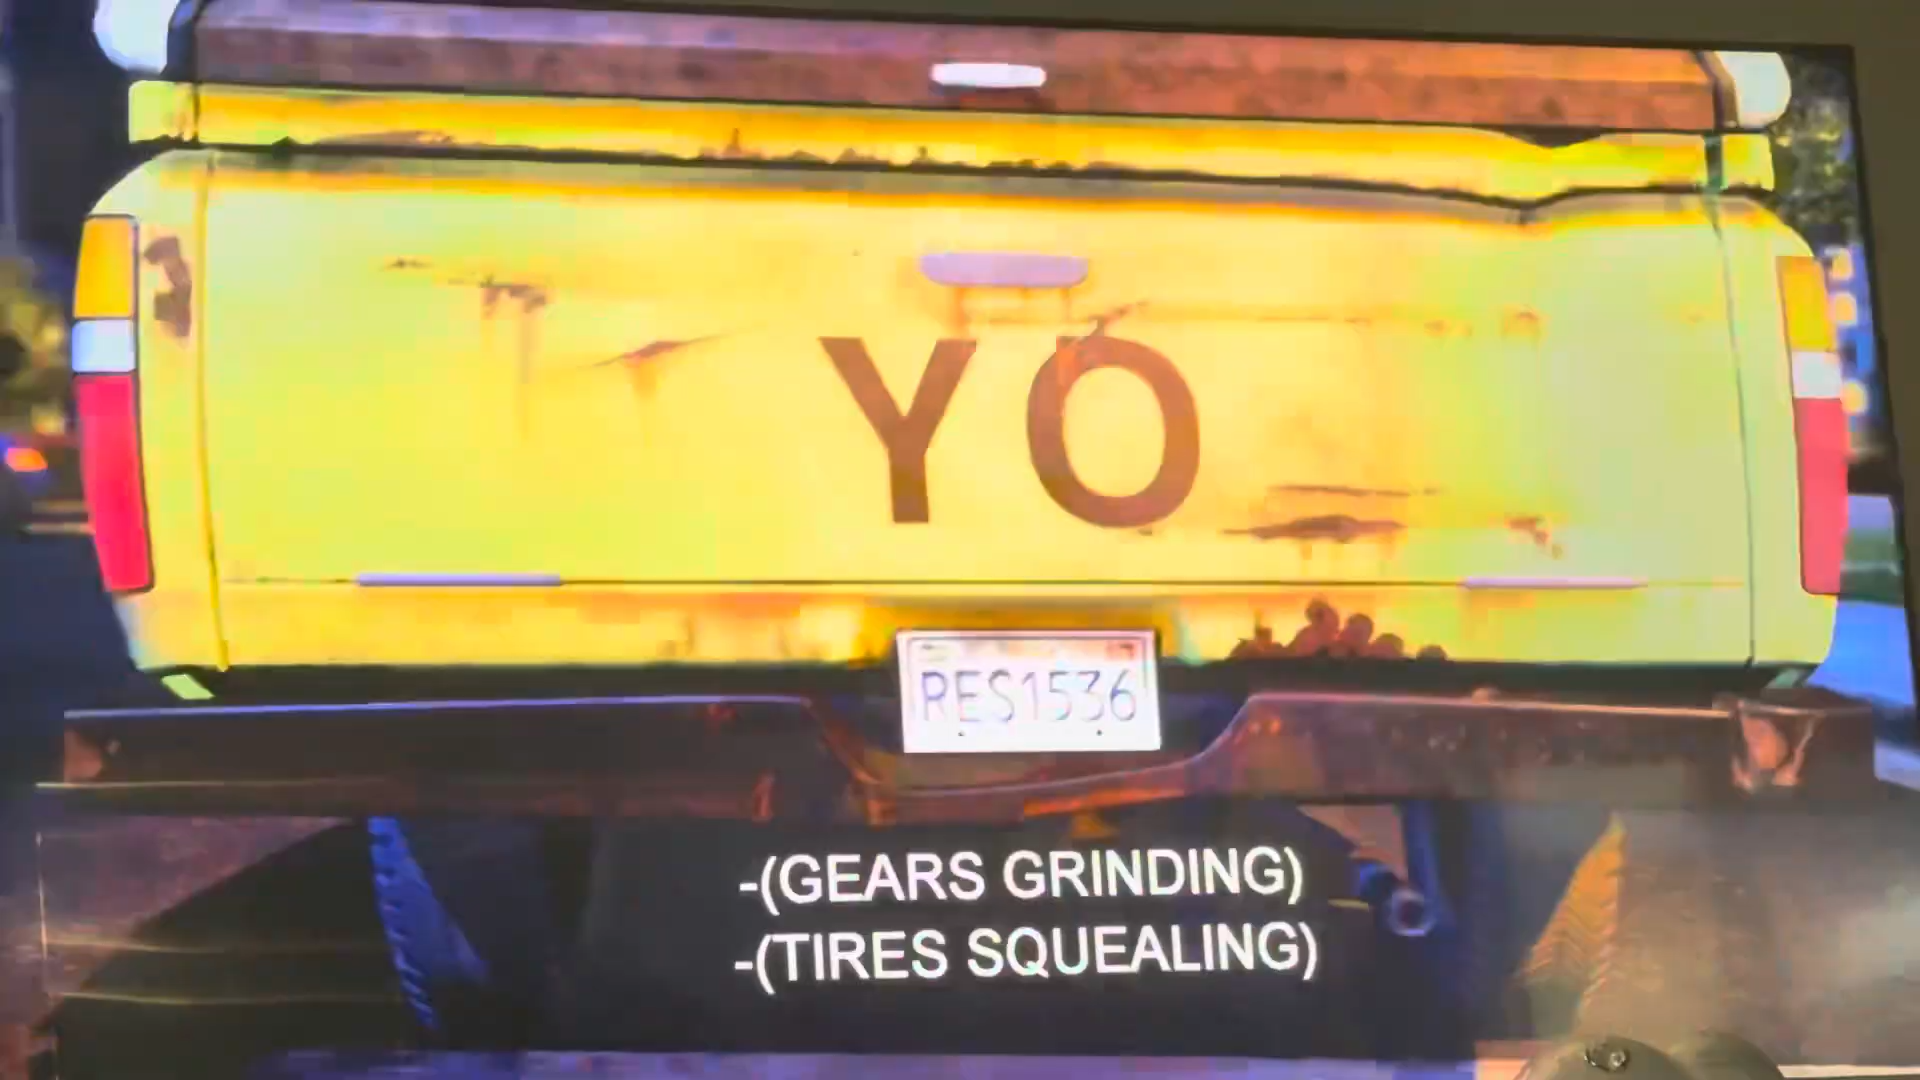 YO
RES1536
-(GEARS GRINDING)
-(TIRES SQUEALING)